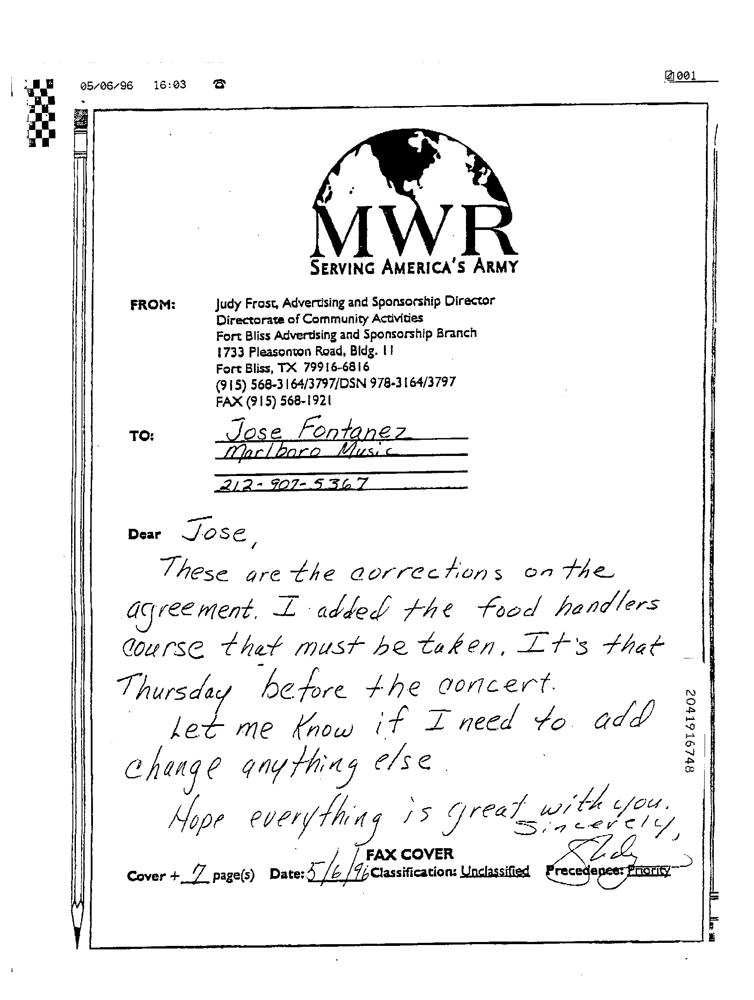 05/06/96 16:03 ☎ 001
MWR
SERVING AMERICA'S ARMY
FROM: Judy Frost, Advertising and Sponsorship Director
Directorate of Community Activities
Fort Bliss Advertising and Sponsorship Branch
1733 Pleasonton Road, Bldg. 11
Fort Bliss, TX 79916-6816
(915) 568-3164/3797/DSN 978-3164/3797
FAX (915) 568-1921
TO: Jose Fontanez
Marlboro Music
212-907-5367
Dear Jose,
These are the corrections on the
agreement. I added the food handlers
course that must be taken. It's that
Thursday before the concert.
Let me know if I need to add
change anything else.
Hope everything is great with you.
Sincerely,
Judy
FAX COVER
Cover + 7 page(s) Date: 5/6/96 Classification: Unclassified Precedence: Priority
2041916748